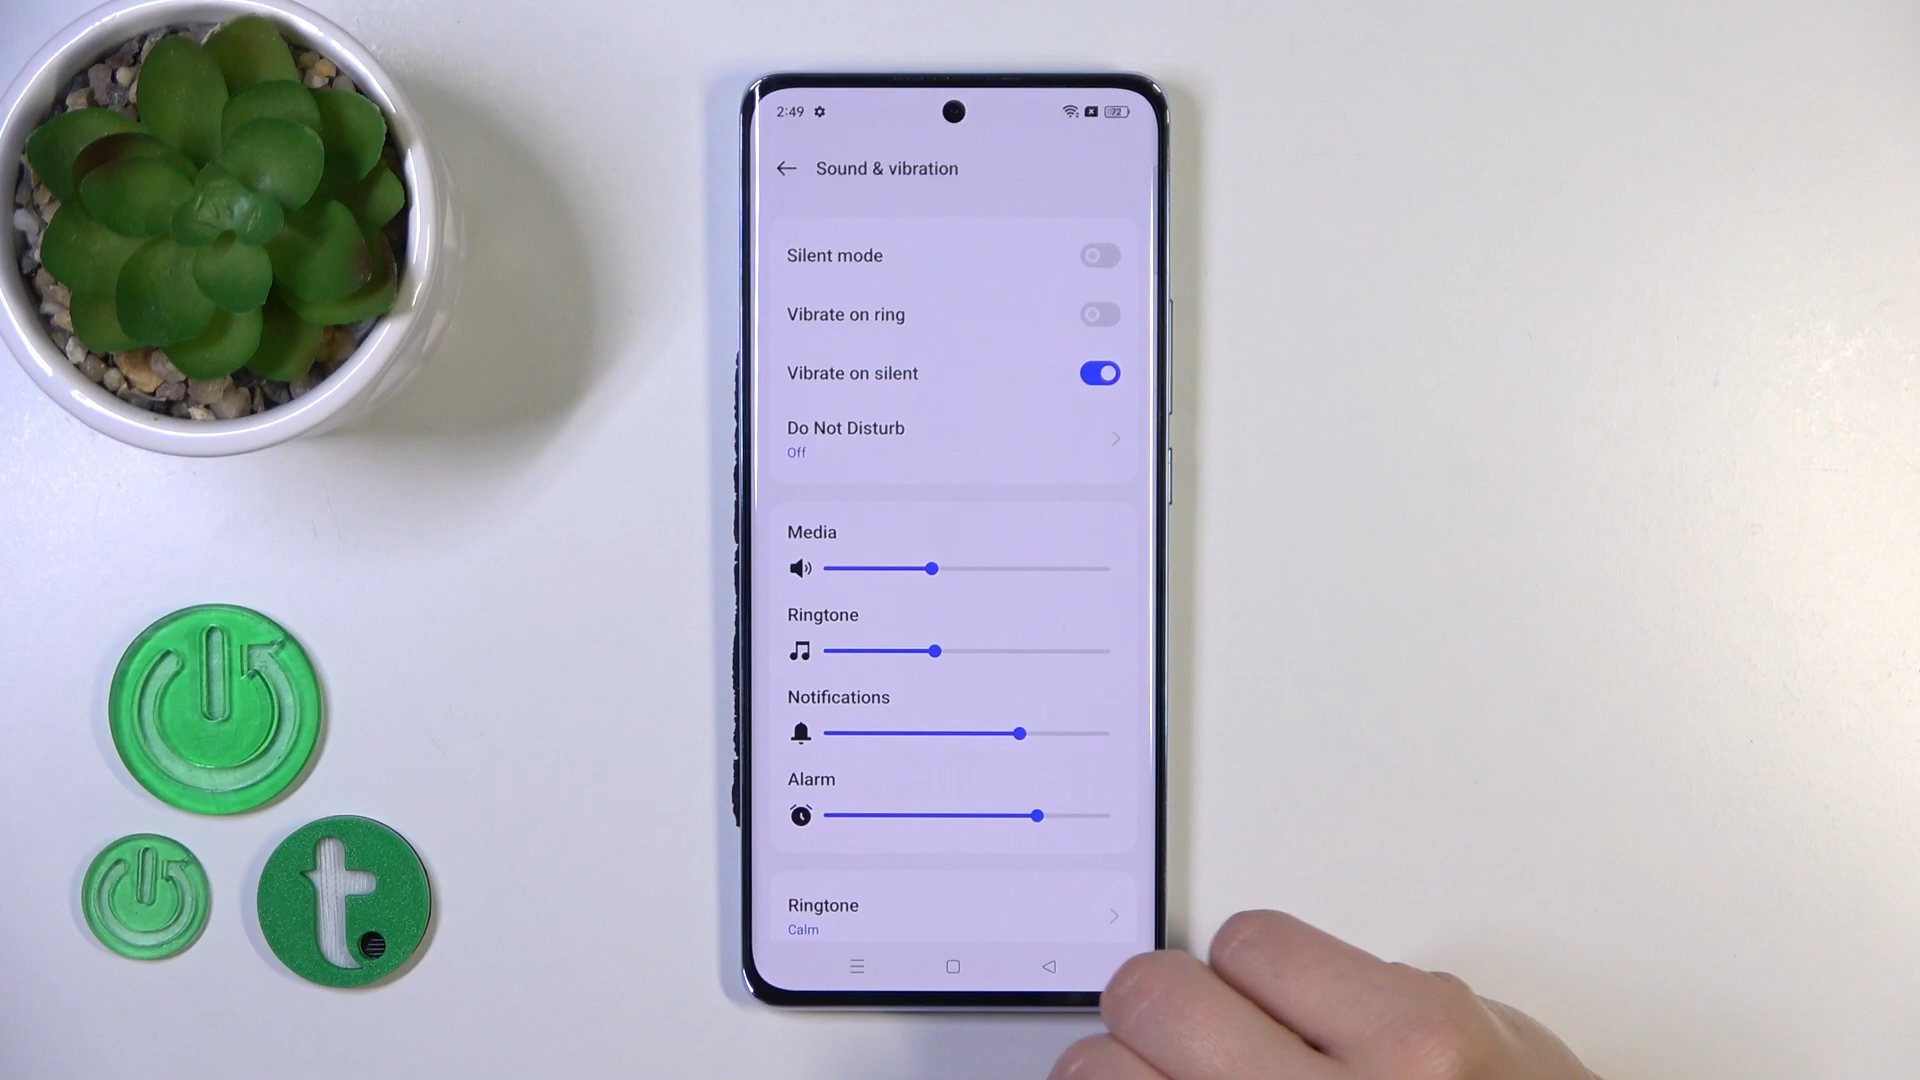 2:49
72
Sound & vibration
Silent mode
Vibrate on ring
Vibrate on silent
Do Not Disturb
Off
Media
Ringtone
Notifications
Alarm
Ringtone
Calm
t.